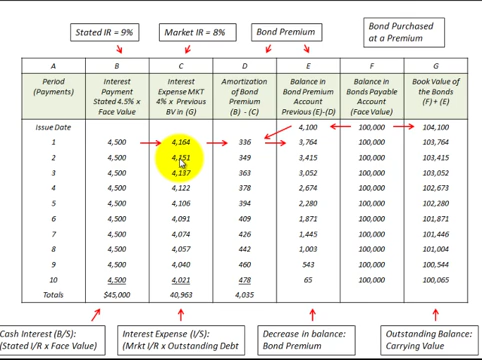 Stated IR = 9%
Market IR = 8%
Bond Premium
Bond Purchased
at a Premium
A B C D E F G
Period
(Payments)
Interest
Payment
Stated 4.5% x
Face Value
Interest
Expense MKT
4% x Previous
BV in (G)
Amortization
of Bond
Premium
(B) - (C)
Balance in
Bond Premium
Account
Previous (E)-(D)
Balance in
Bonds Payable
Account
(Face Value)
Book Value of
the Bonds
(F) + (E)
Issue Date 4,100 100,000 104,100
1 4,500 4,164 336 3,764 100,000 103,764
2 4,500 4,151 349 3,415 100,000 103,415
3 4,500 4,137 363 3,052 100,000 103,052
4 4,500 4,122 378 2,674 100,000 102,673
5 4,500 4,106 394 2,280 100,000 102,280
6 4,500 4,091 409 1,871 100,000 101,871
7 4,500 4,074 426 1,445 100,000 101,446
8 4,500 4,057 442 1,003 100,000 101,004
9 4,500 4,040 460 543 100,000 100,544
10 4,500 4,021 478 65 100,000 100,065
Totals $45,000 40,963 4,035
Cash Interest (B/S):
(Stated I/R x Face Value)
Interest Expense (I/S):
(Mrkt I/R x Outstanding Debt
Decrease in balance:
Bond Premium
Outstanding Balance:
Carrying Value